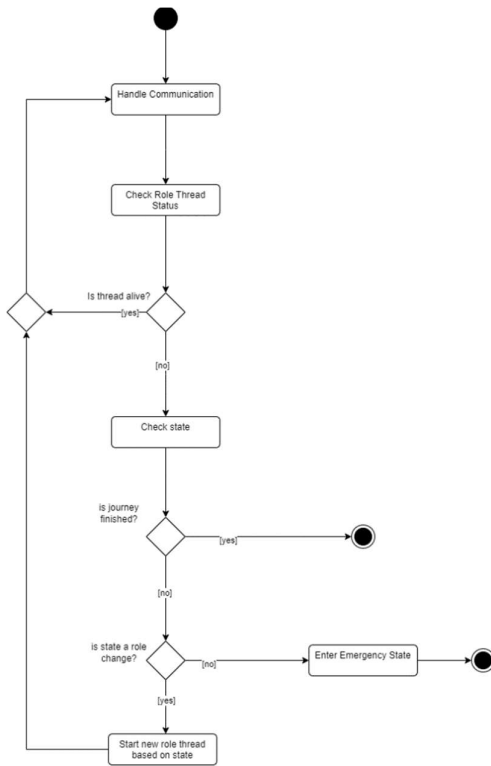 Handle Communication
Check Role Thread
Status
Is thread alive?
[yes]
[no]
Check state
is journey
finished?
[yes]
[no]
is state a role
change?
[no]
Enter Emergency State
[yes]
Start new role thread
based on state